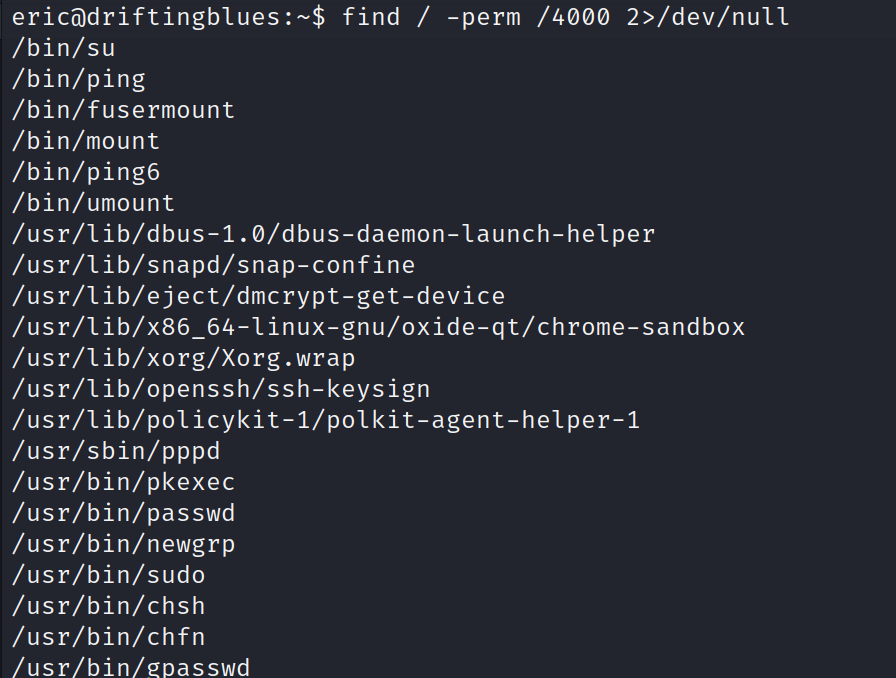 eric@driftingblues:~$ find / -perm /4000 2>/dev/null
/bin/su
/bin/ping
/bin/fusermount
/bin/mount
/bin/ping6
/bin/umount
/usr/lib/dbus-1.0/dbus-daemon-launch-helper
/usr/lib/snapd/snap-confine
/usr/lib/eject/dmcrypt-get-device
/usr/lib/x86_64-linux-gnu/oxide-qt/chrome-sandbox
/usr/lib/xorg/Xorg.wrap
/usr/lib/openssh/ssh-keysign
/usr/lib/policykit-1/polkit-agent-helper-1
/usr/sbin/pppd
/usr/bin/pkexec
/usr/bin/passwd
/usr/bin/newgrp
/usr/bin/sudo
/usr/bin/chsh
/usr/bin/chfn
/usr/bin/gpasswd